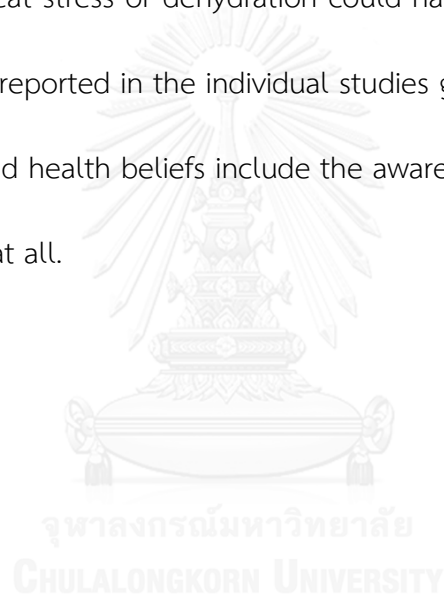 eat stress or dehydration could ha
reported in the individual studies g
d health beliefs include the aware
at all.
จุฬาลงกรณ์มหาวิทยาลัย
CHULALONGKORN UNIVERSITY